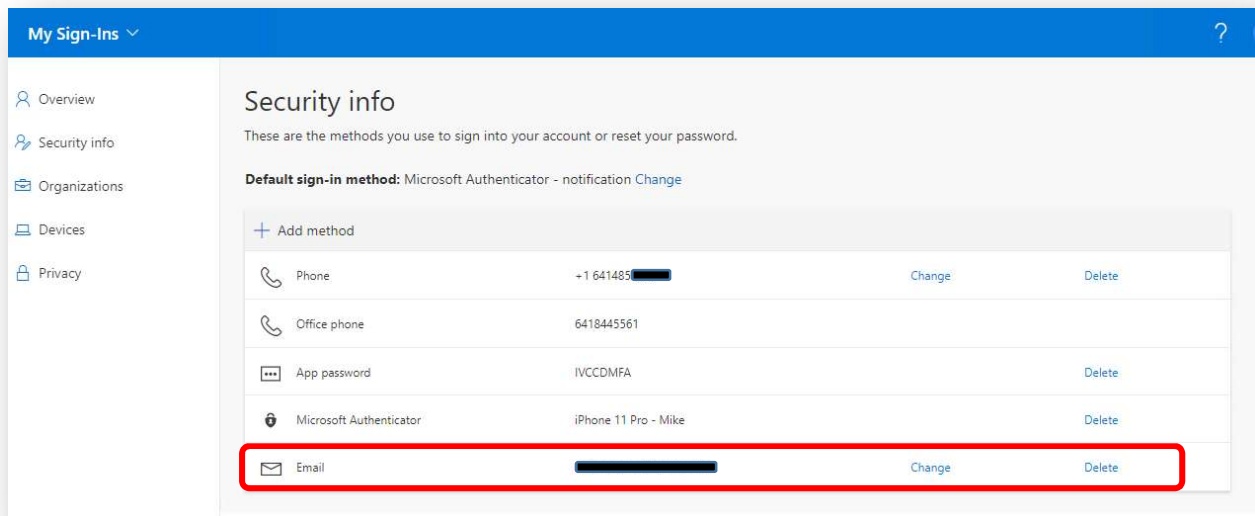 My Sign-Ins
?
Overview
Security info
Organizations
Devices
Privacy
Security info
These are the methods you use to sign into your account or reset your password.
Default sign-in method: Microsoft Authenticator - notification Change
Add method
Phone +1 641485 Change Delete
Office phone 6418445561
App password IVCCDMFA Delete
Microsoft Authenticator iPhone 11 Pro - Mike Delete
Email Change Delete